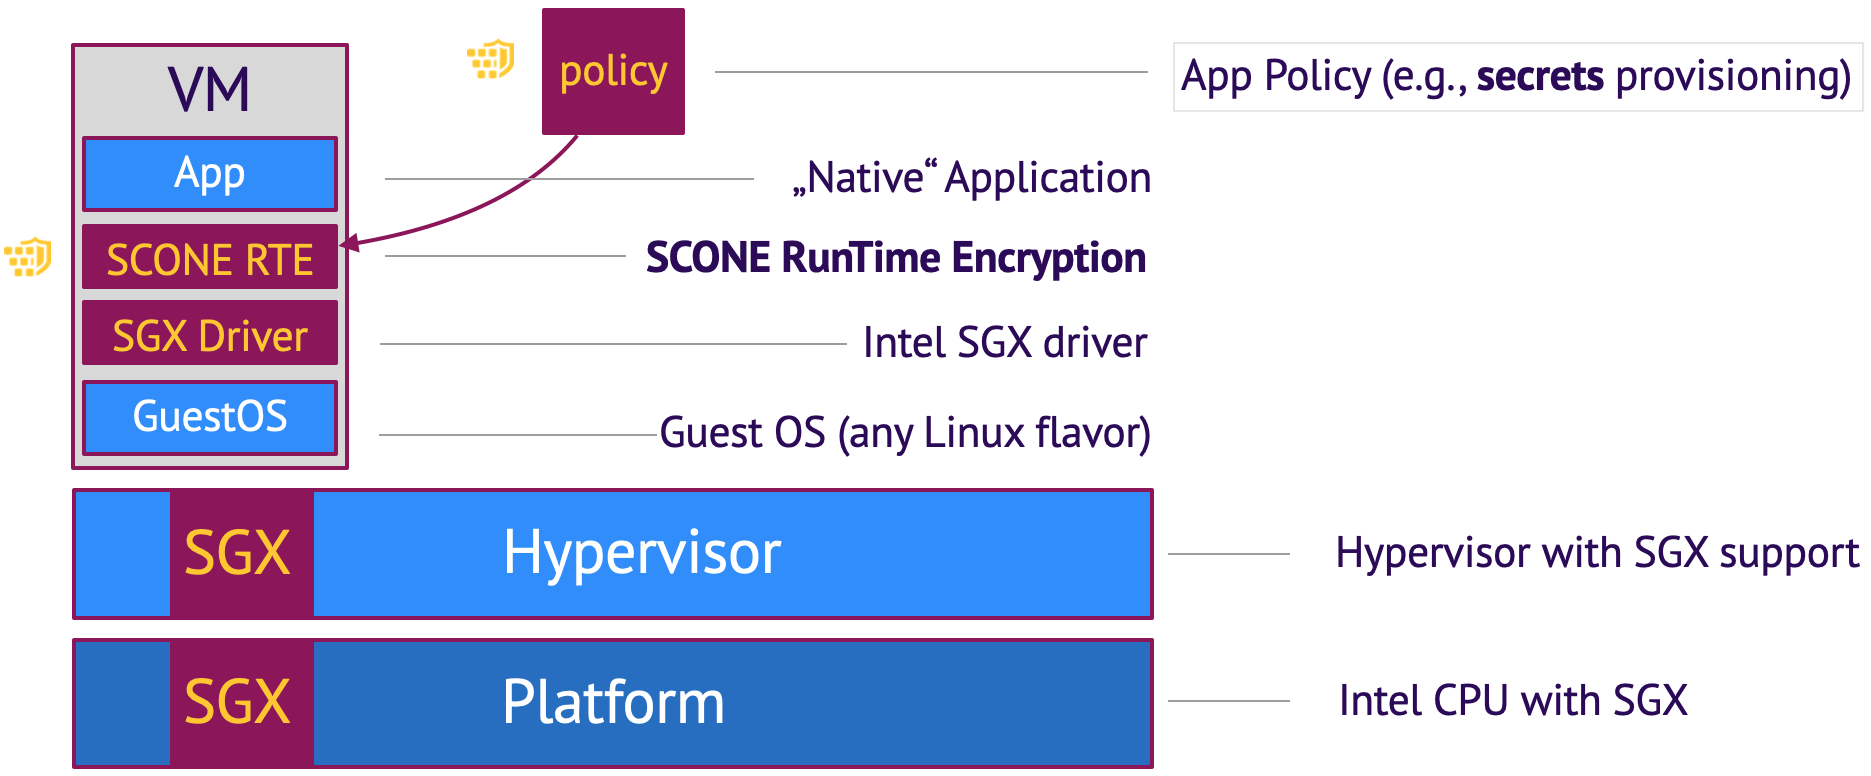 VM
policy
App Policy (e.g., secrets provisioning)
App
„Native“ Application
SCONE RTE
SCONE RunTime Encryption
SGX Driver
Intel SGX driver
GuestOS
Guest OS (any Linux flavor)
SGX
Hypervisor
Hypervisor with SGX support
SGX
Platform
Intel CPU with SGX